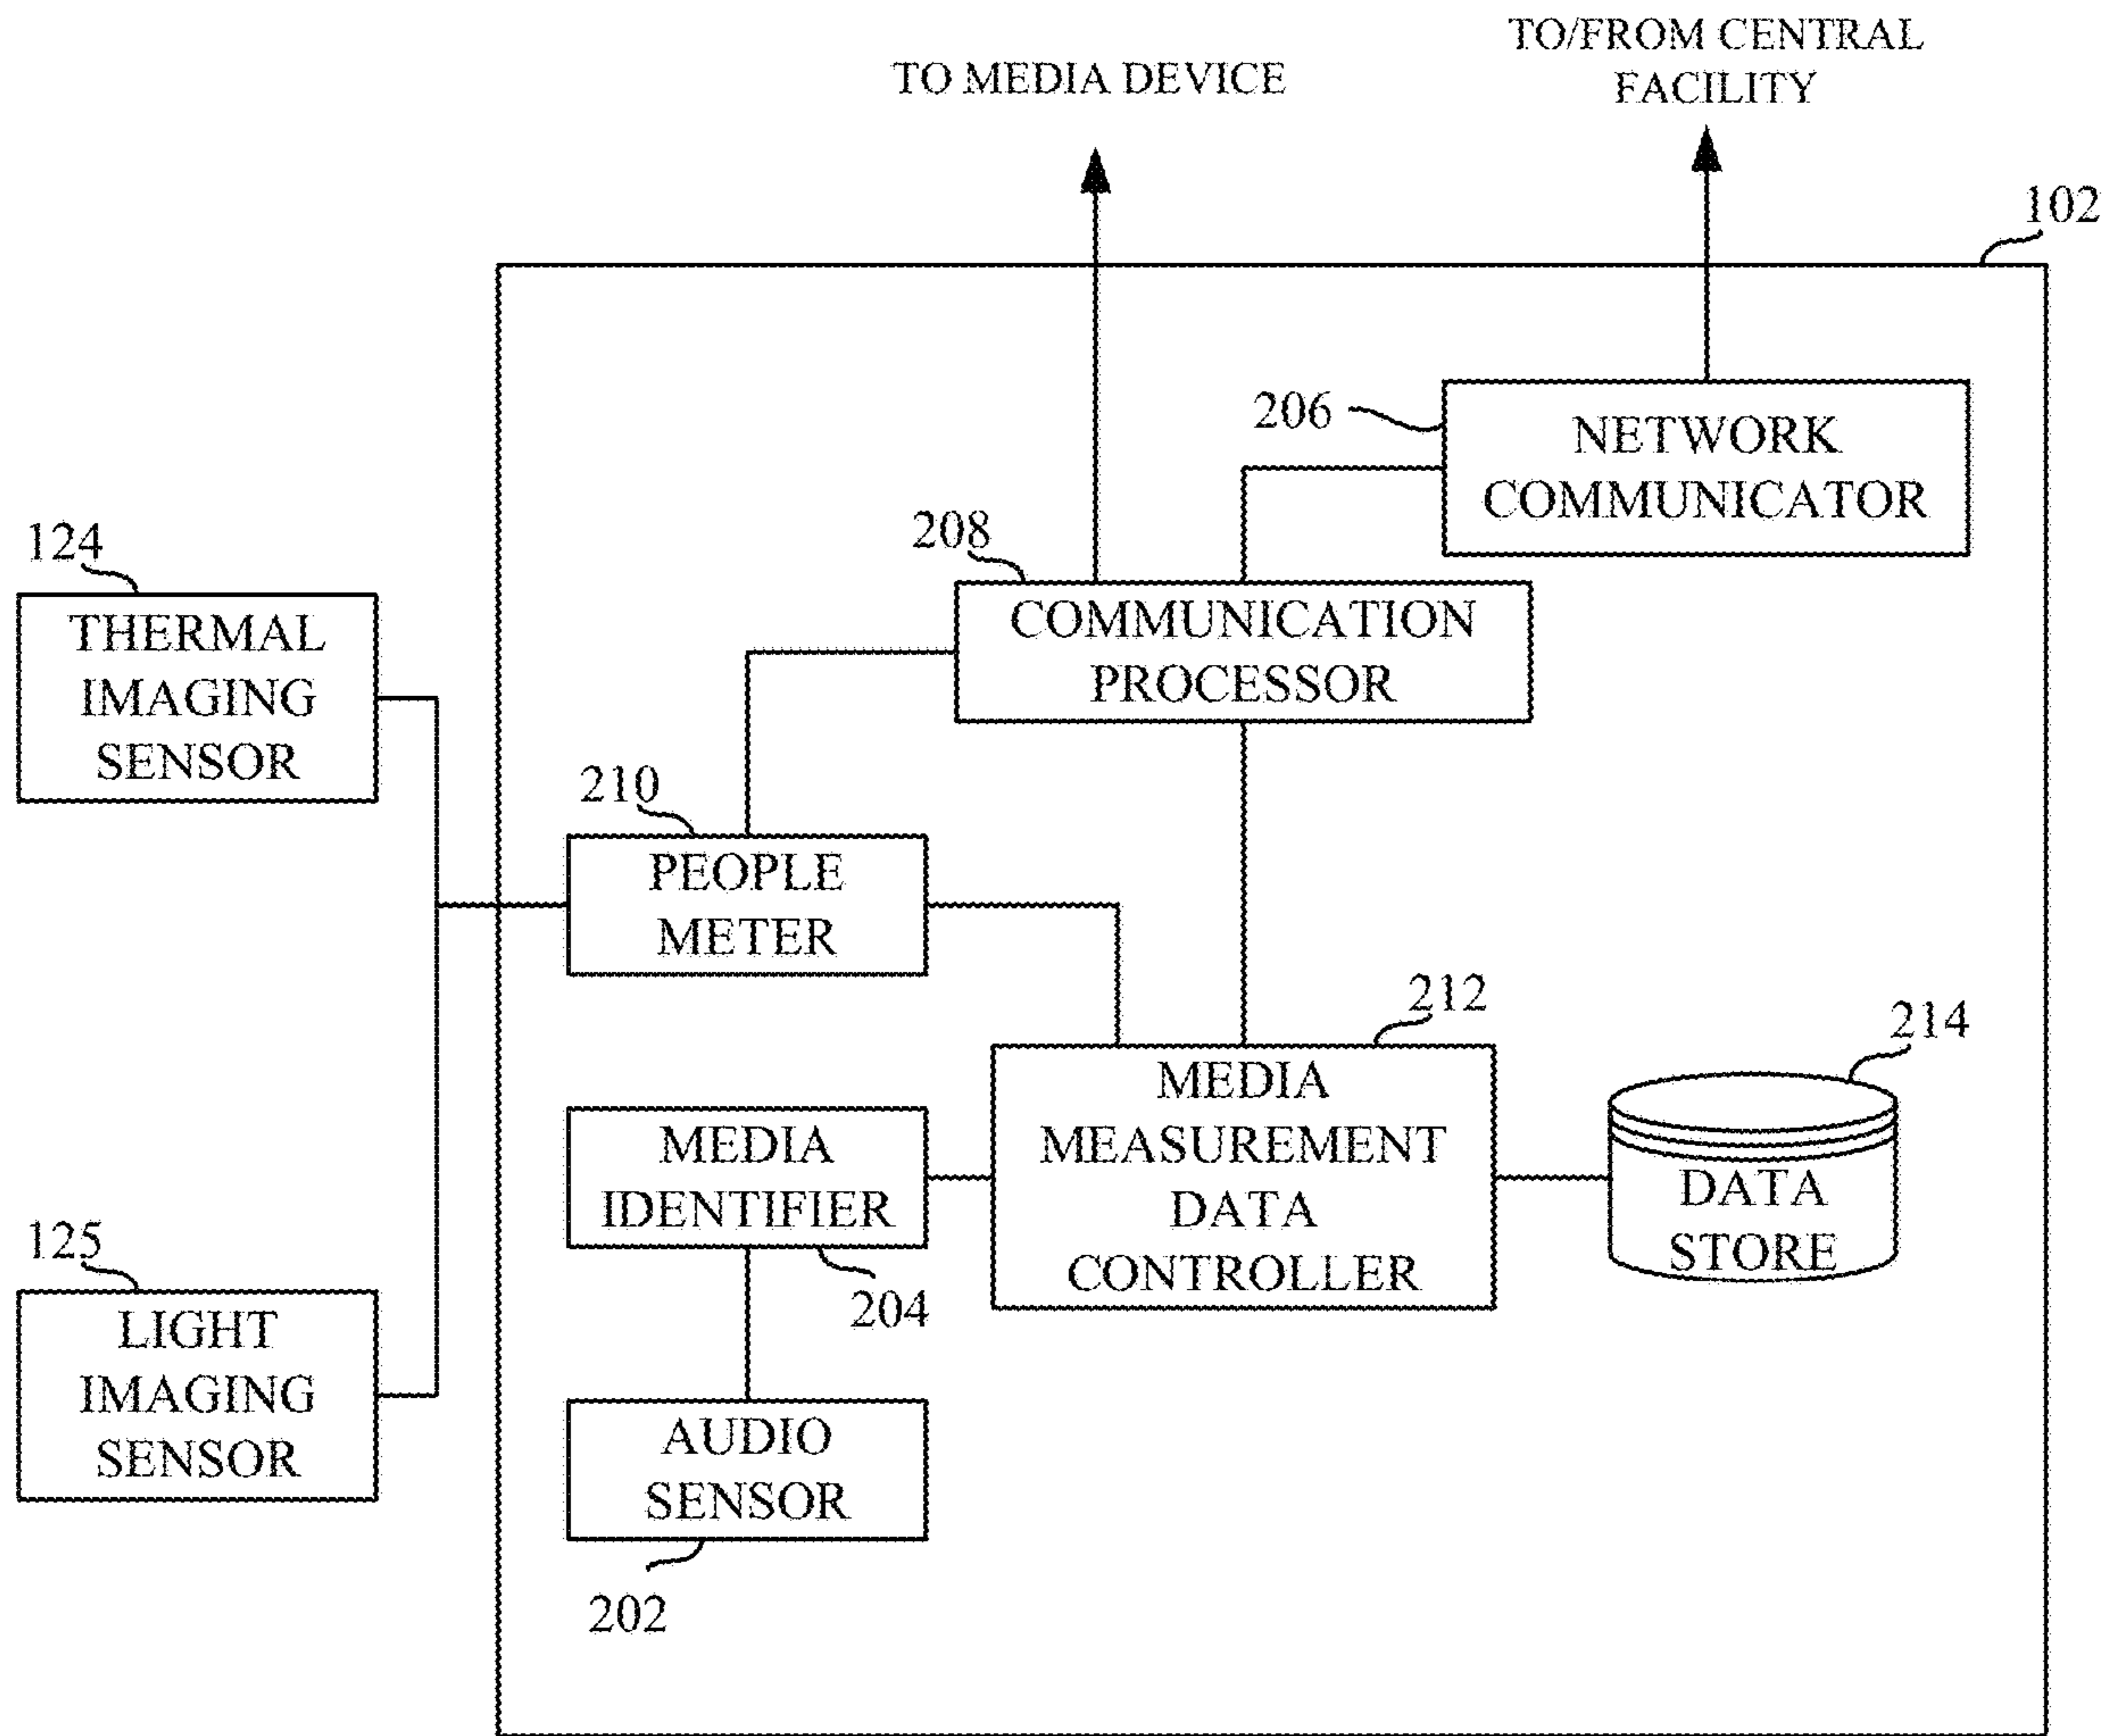 TO/FROM CENTRAL
FACILITY
TO MEDIA DEVICE
102
206
NETWORK
COMMUNICATOR
208
COMMUNICATION
PROCESSOR
124
THERMAL
IMAGING
SENSOR
210
PEOPLE
METER
212
MEDIA
MEASUREMENT
DATA
CONTROLLER
214
DATA
STORE
MEDIA
IDENTIFIER
204
125
LIGHT
IMAGING
SENSOR
AUDIO
SENSOR
202